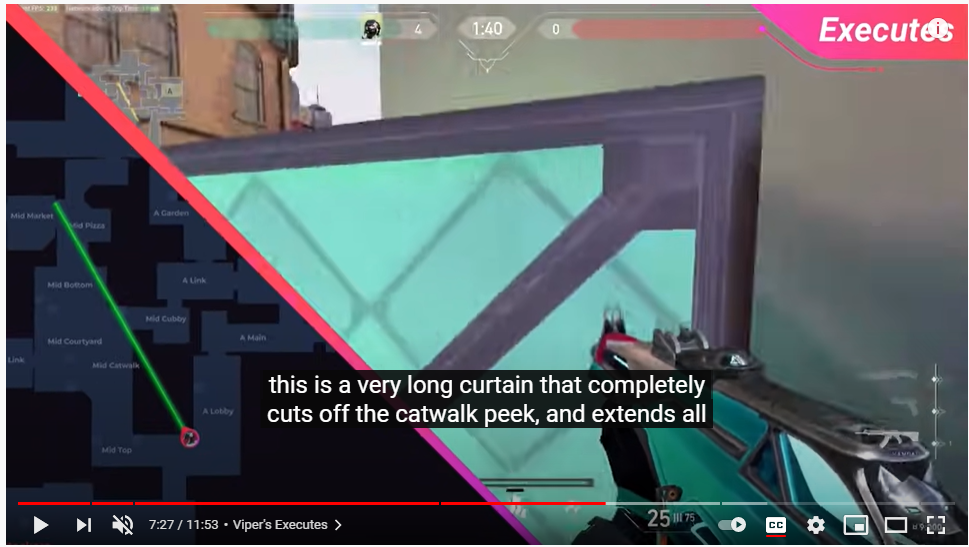 4
1:40
0
Executes
A
Mid Market
Mid Pizza
A Garden
A Link
Mid Bottom
Mid Cubby
A Main
Mid Courtyard
Link
Mid Catwalk
A Lobby
Mid Top
this is a very long curtain that completely
cuts off the catwalk peek, and extends all
25 75
7:27 / 11:53 • Viper's Executes
CC